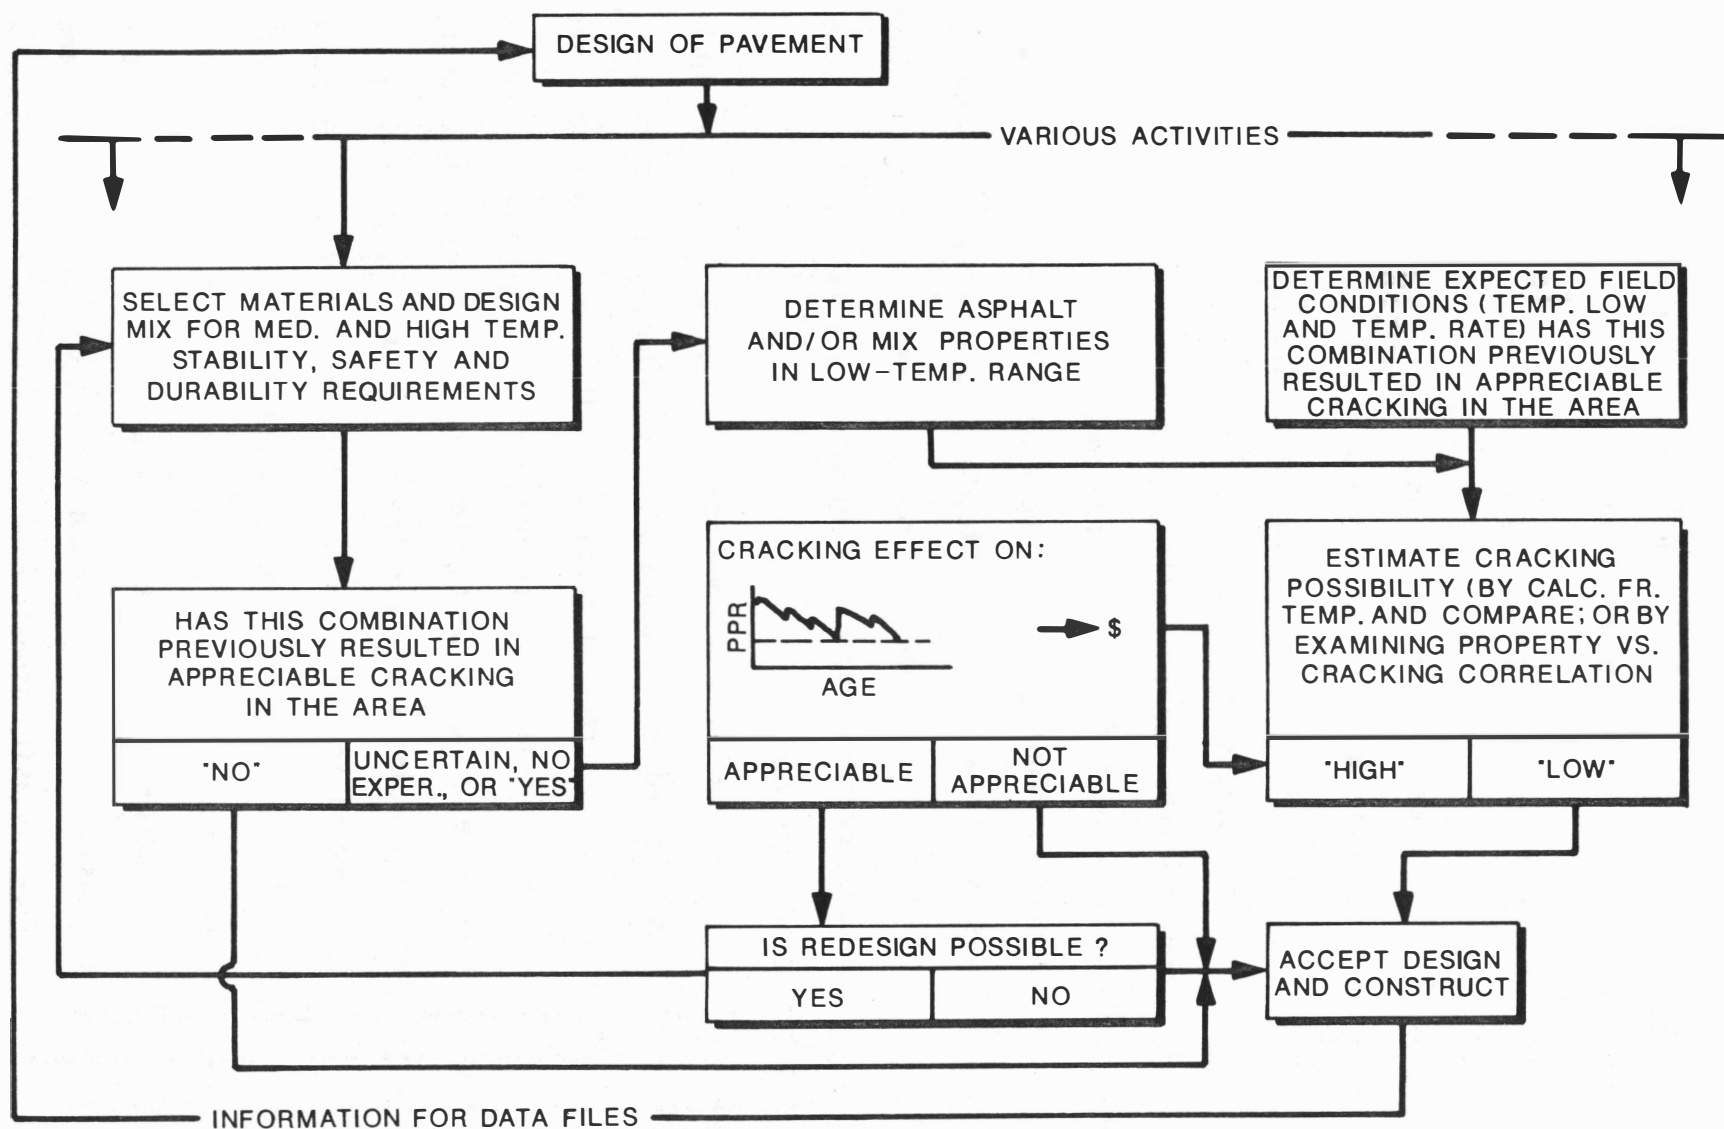 DESIGN OF PAVEMENT
VARIOUS ACTIVITIES
SELECT MATERIALS AND DESIGN
MIX FOR MED. AND HIGH TEMP.
STABILITY, SAFETY AND
DURABILITY REQUIREMENTS
DETERMINE ASPHALT
AND/OR MIX PROPERTIES
IN LOW-TEMP. RANGE
DETERMINE EXPECTED FIELD
CONDITIONS (TEMP. LOW
AND TEMP. RATE) HAS THIS
COMBINATION PREVIOUSLY
RESULTED IN APPRECIABLE
CRACKING IN THE AREA
HAS THIS COMBINATION
PREVIOUSLY RESULTED IN
APPRECIABLE CRACKING
IN THE AREA
"NO"
UNCERTAIN, NO
EXPER., OR "YES"
CRACKING EFFECT ON:
PPR
AGE
$
APPRECIABLE
NOT
APPRECIABLE
ESTIMATE CRACKING
POSSIBILITY (BY CALC. FR.
TEMP. AND COMPARE; OR BY
EXAMINING PROPERTY VS.
CRACKING CORRELATION
"HIGH"
"LOW"
IS REDESIGN POSSIBLE ?
YES
NO
ACCEPT DESIGN
AND CONSTRUCT
INFORMATION FOR DATA FILES